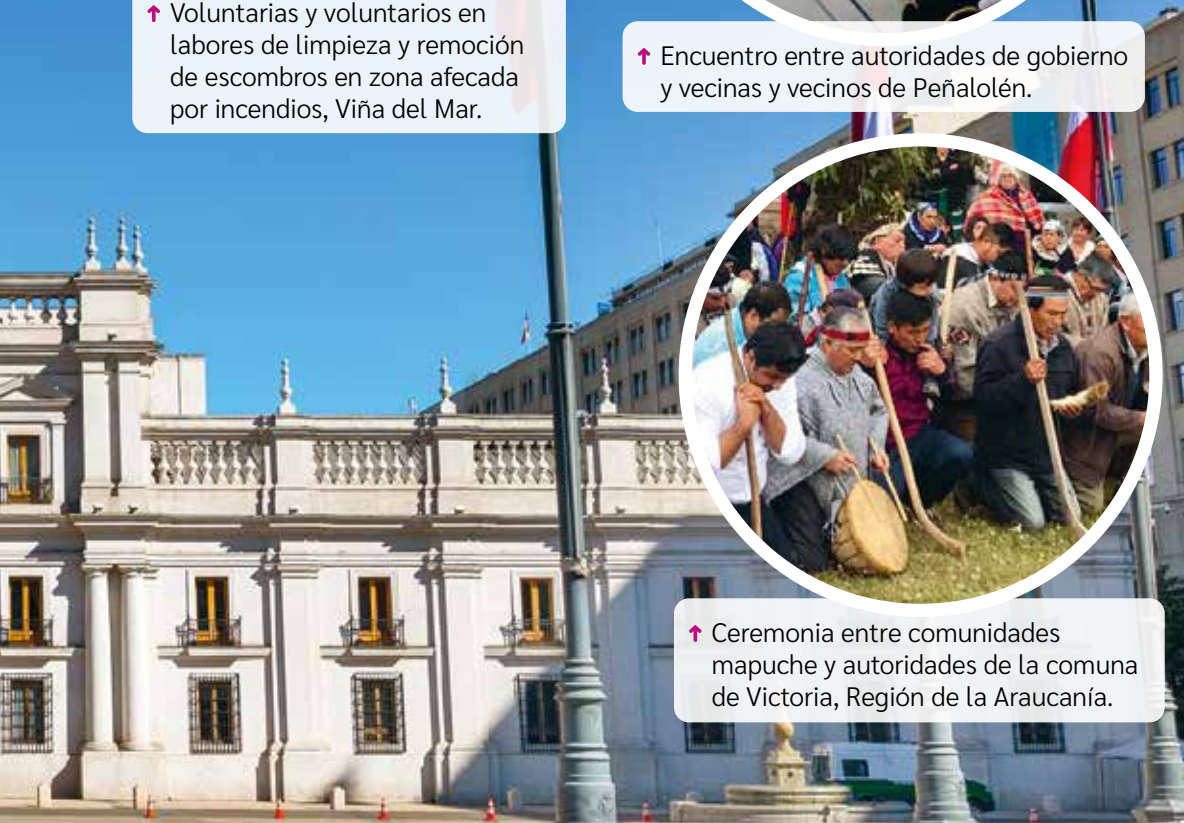 ↑ Voluntarias y voluntarios en
labores de limpieza y remoción
de escombros en zona afecada
por incendios, Viña del Mar.
↑ Encuentro entre autoridades de gobierno
y vecinas y vecinos de Peñalolén.
↑ Ceremonia entre comunidades
mapuche y autoridades de la comuna
de Victoria, Región de la Araucanía.